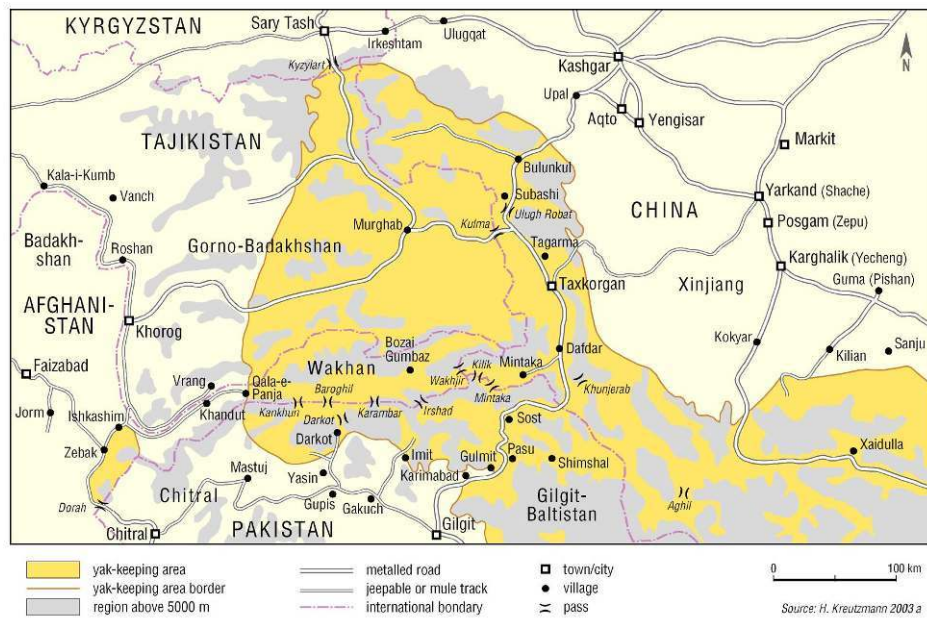 KYRGYZSTAN
Sary Tash
Irkeshtam
Ulugqat
Kyzylart
Kashgar
N
Upal
Aqto
Yengisar
TAJIKISTAN
Markit
Bulunkul
Kala-i-Kumb
Vanch
Subashi
Yarkand (Shache)
Ulugh Robat
CHINA
Posgam (Zepu)
Murghab
Kulma
Badakh-
shan
Gorno-Badakhshan
Tagarma
Roshan
Karghalik (Yecheng)
Taxkorgan
Xinjiang
Guma (Pishan)
AFGHANI-
STAN
Khorog
Kokyar
Sanju
Bozai
Gumbaz
Dafdar
Kilian
Faizabad
Wakhan
Kilik
Mintaka
Vrang
Qala-e-
Panja
Baroghil
Wakhjir
Khunjerab
Jorm
Ishkashim
Khandut
Kankhun
Karambar
Irshad
Mintaka
Darkot
Sost
Zebak
Darkot
Imit
Gulmit
Pasu
Xaidulla
Mastuj
Yasin
Karimabad
Shimshal
Chitral
Dorah
Gupis
Gakuch
Gilgit-
Baltistan
Aghil
Chitral
PAKISTAN
Gilgit
yak-keeping area
metalled road
town/city
yak-keeping area border
jeepable or mule track
village
region above 5000 m
international bondary
pass
0
100 km
Source: H. Kreutzmann 2003 a